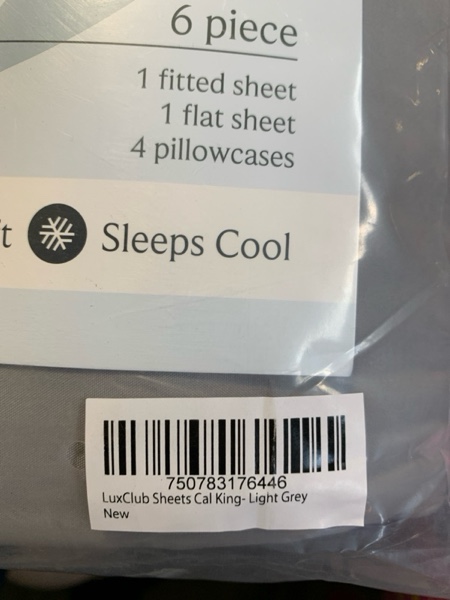 6 piece
1 fitted sheet
1 flat sheet
4 pillowcases
Sleeps Cool
750783176446
LuxClub Sheets Cal King- Light Grey
New